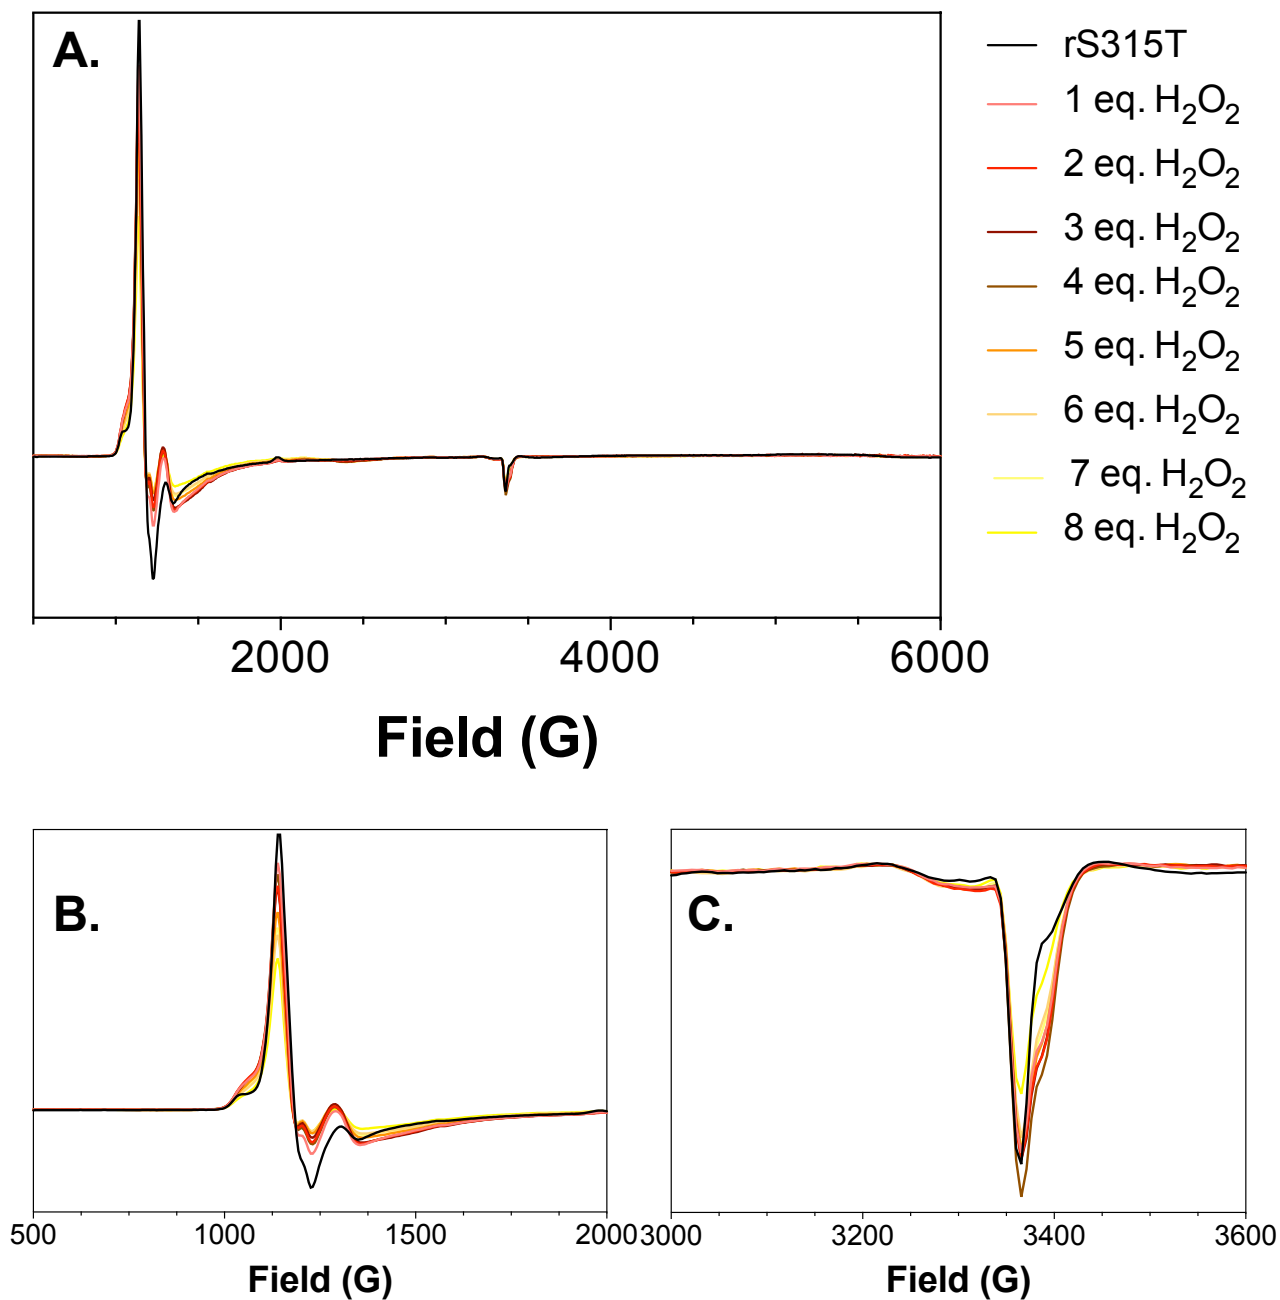 A.
rS315T
1 eq. H₂O₂
2 eq. H₂O₂
3 eq. H₂O₂
4 eq. H₂O₂
5 eq. H₂O₂
6 eq. H₂O₂
7 eq. H₂O₂
8 eq. H₂O₂
2000 4000 6000
Field (G)
B.
C.
500 1000 1500 2000
3000 3200 3400 3600
Field (G)
Field (G)